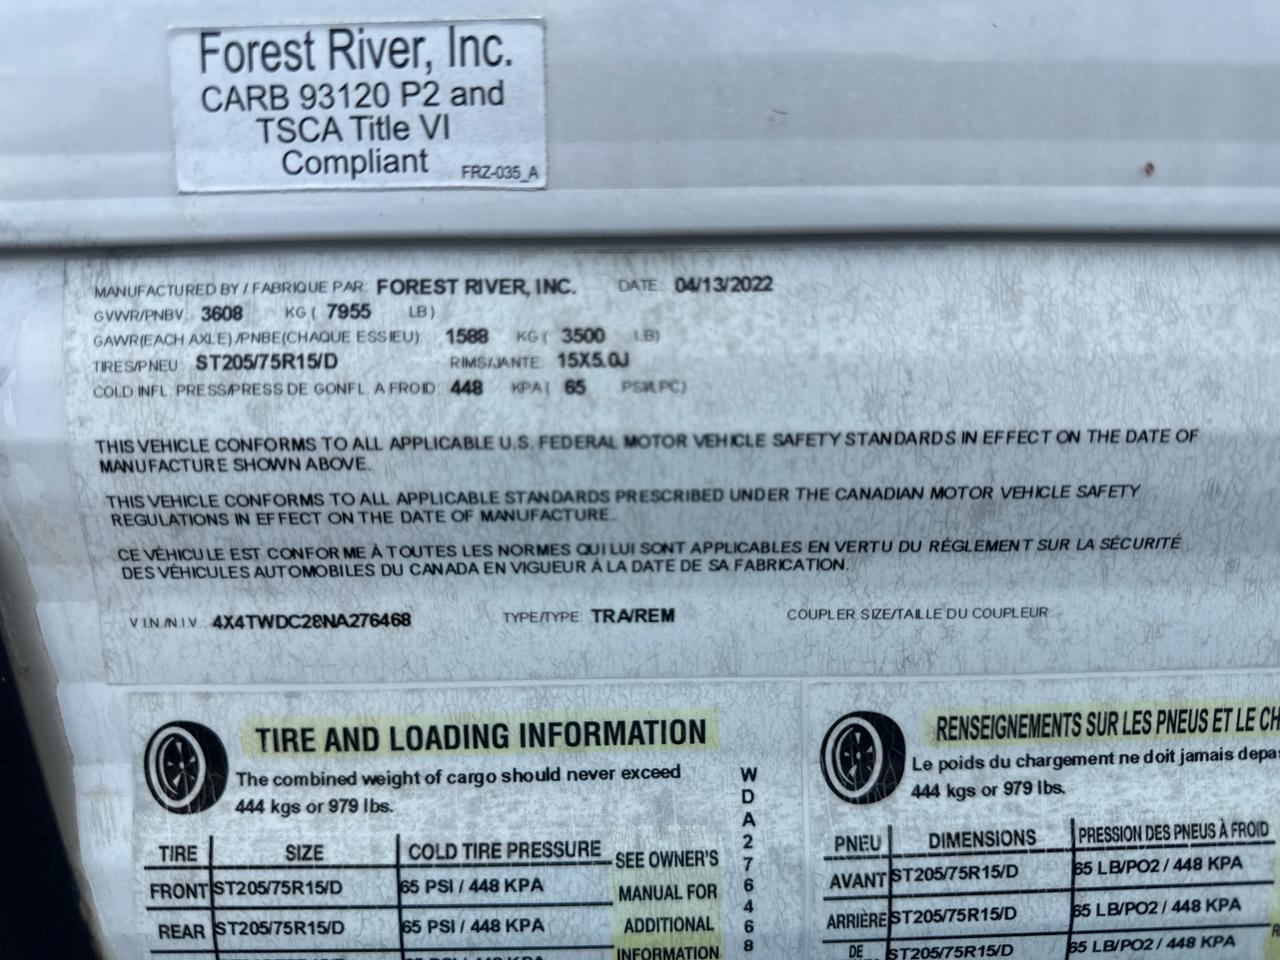 Forest River, Inc.
CARB 93120 P2 and
TSCA Title VI
Compliant FRZ-035_A
MANUFACTURED BY / FABRIQUE PAR: FOREST RIVER, INC. DATE: 04/13/2022
GVWR/PNBV 3608 KG ( 7955 LB)
GAWR(EACH AXLE)/PNBE(CHAQUE ESSIEU): 1588 KG ( 3500 LB)
TIRES/PNEU: ST205/75R15/D RIMS/JANTE: 15X5.0J
COLD INFL. PRESS/PRESS DE GONFL. A FROID: 448 KPA ( 65 PSI/LPC)
THIS VEHICLE CONFORMS TO ALL APPLICABLE U.S. FEDERAL MOTOR VEHICLE SAFETY STANDARDS IN EFFECT ON THE DATE OF
MANUFACTURE SHOWN ABOVE.
THIS VEHICLE CONFORMS TO ALL APPLICABLE STANDARDS PRESCRIBED UNDER THE CANADIAN MOTOR VEHICLE SAFETY
REGULATIONS IN EFFECT ON THE DATE OF MANUFACTURE.
CE VÉHICULE EST CONFORME À TOUTES LES NORMES QUI LUI SONT APPLICABLES EN VERTU DU RÉGLEMENT SUR LA SÉCURITÉ
DES VÉHICULES AUTOMOBILES DU CANADA EN VIGUEUR À LA DATE DE SA FABRICATION.
V.I.N./N.I.V.: 4X4TWDC28NA276468 TYPE/TYPE: TRA/REM COUPLER SIZE/TAILLE DU COUPLEUR: -
TIRE AND LOADING INFORMATION
The combined weight of cargo should never exceed
444 kgs or 979 lbs.
TIRE SIZE COLD TIRE PRESSURE
FRONT ST205/75R15/D 65 PSI / 448 KPA
REAR ST205/75R15/D 65 PSI / 448 KPA
SEE OWNER'S
MANUAL FOR
ADDITIONAL
INFORMATION
WDA276468
RENSEIGNEMENTS SUR LES PNEUS ET LE CH
Le poids du chargement ne doit jamais depa
444 kgs or 979 lbs.
PNEU DIMENSIONS PRESSION DES PNEUS À FROID
AVANT ST205/75R15/D 65 LB/PO2 / 448 KPA
ARRIÈRE ST205/75R15/D 65 LB/PO2 / 448 KPA
DE ST205/75R15/D 65 LB/PO2 / 448 KPA